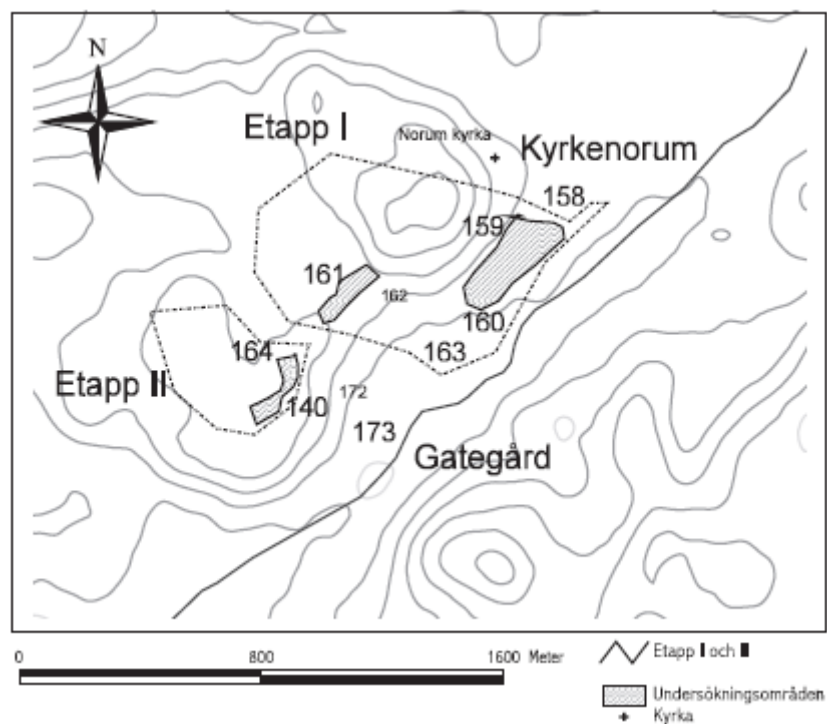 N
Etapp I
Norum kyrka
Kyrkenorum
158
159
161
162
160
163
164
Etapp II
172
140
173
Gategård
0 800 1600 Meter
Etapp I och II
Undersökningsområden
Kyrka